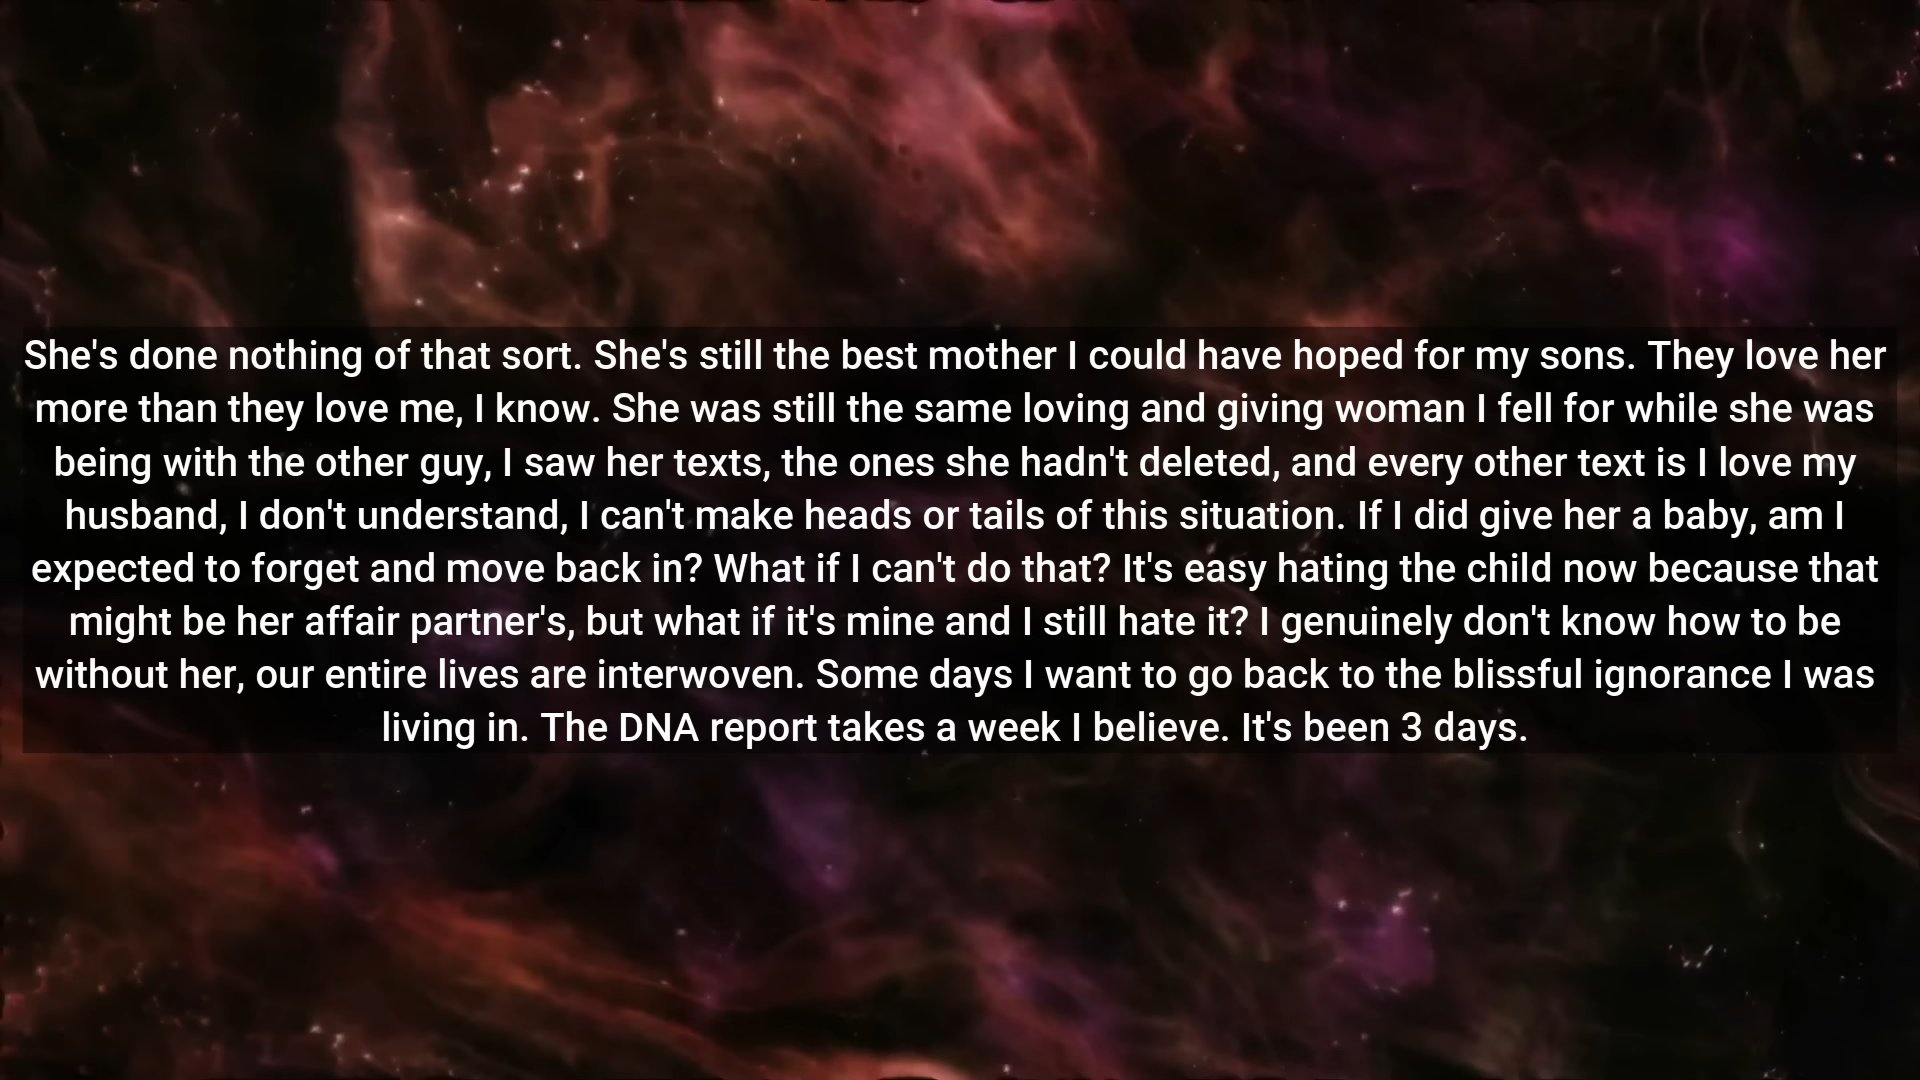 She's done nothing of that sort. She's still the best mother I could have hoped for my sons. They love her
more than they love me, I know. She was still the same loving and giving woman I fell for while she was
being with the other guy, I saw her texts, the ones she hadn't deleted, and every other text is I love my
husband, I don't understand, I can't make heads or tails of this situation. If I did give her a baby, am I
expected to forget and move back in? What if I can't do that? It's easy hating the child now because that
might be her affair partner's, but what if it's mine and I still hate it? I genuinely don't know how to be
without her, our entire lives are interwoven. Some days I want to go back to the blissful ignorance I was
living in. The DNA report takes a week I believe. It's been 3 days.